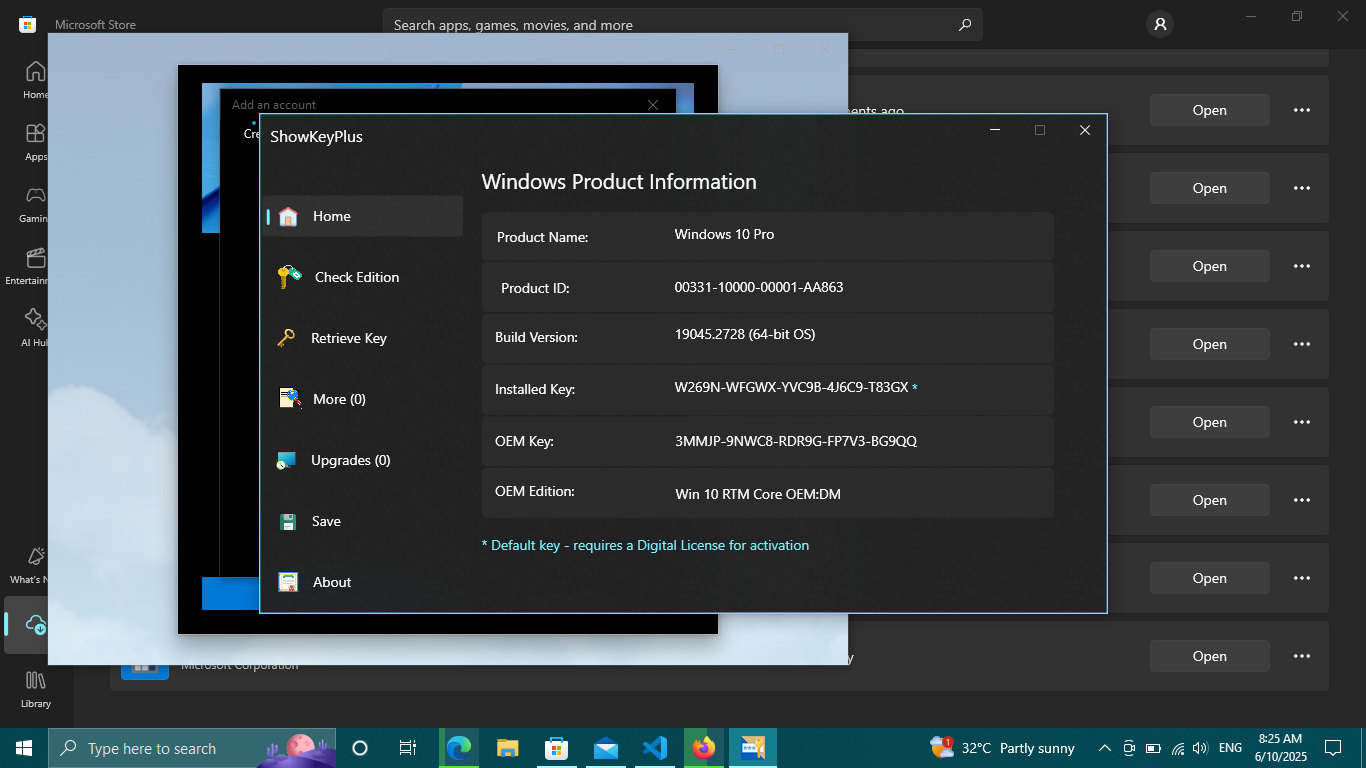 Microsoft Store
Search apps, games, movies, and more
Home
Apps
Gamin
Entertainm
AI Hub
What's N
Library
Add an account
Cre
ents ago
Open
Open
Open
Open
Open
Open
Open
Open
Microsoft Corporation
y
ShowKeyPlus
Home
Check Edition
Retrieve Key
More (0)
Upgrades (0)
Save
About
Windows Product Information
Product Name: Windows 10 Pro
Product ID: 00331-10000-00001-AA863
Build Version: 19045.2728 (64-bit OS)
Installed Key: W269N-WFGWX-YVC9B-4J6C9-T83GX *
OEM Key: 3MMJP-9NWC8-RDR9G-FP7V3-BG9QQ
OEM Edition: Win 10 RTM Core OEM:DM
* Default key - requires a Digital License for activation
Type here to search
1
32°C Partly sunny
ENG
8:25 AM
6/10/2025